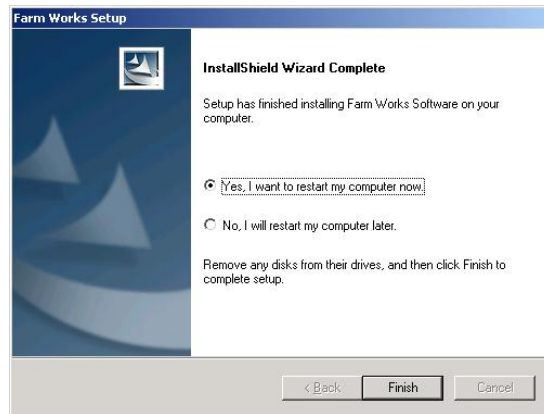 Farm Works Setup
InstallShield Wizard Complete
Setup has finished installing Farm Works Software on your
computer.
Yes, I want to restart my computer now.
No, I will restart my computer later.
Remove any disks from their drives, and then click Finish to
complete setup.
< Back Finish Cancel